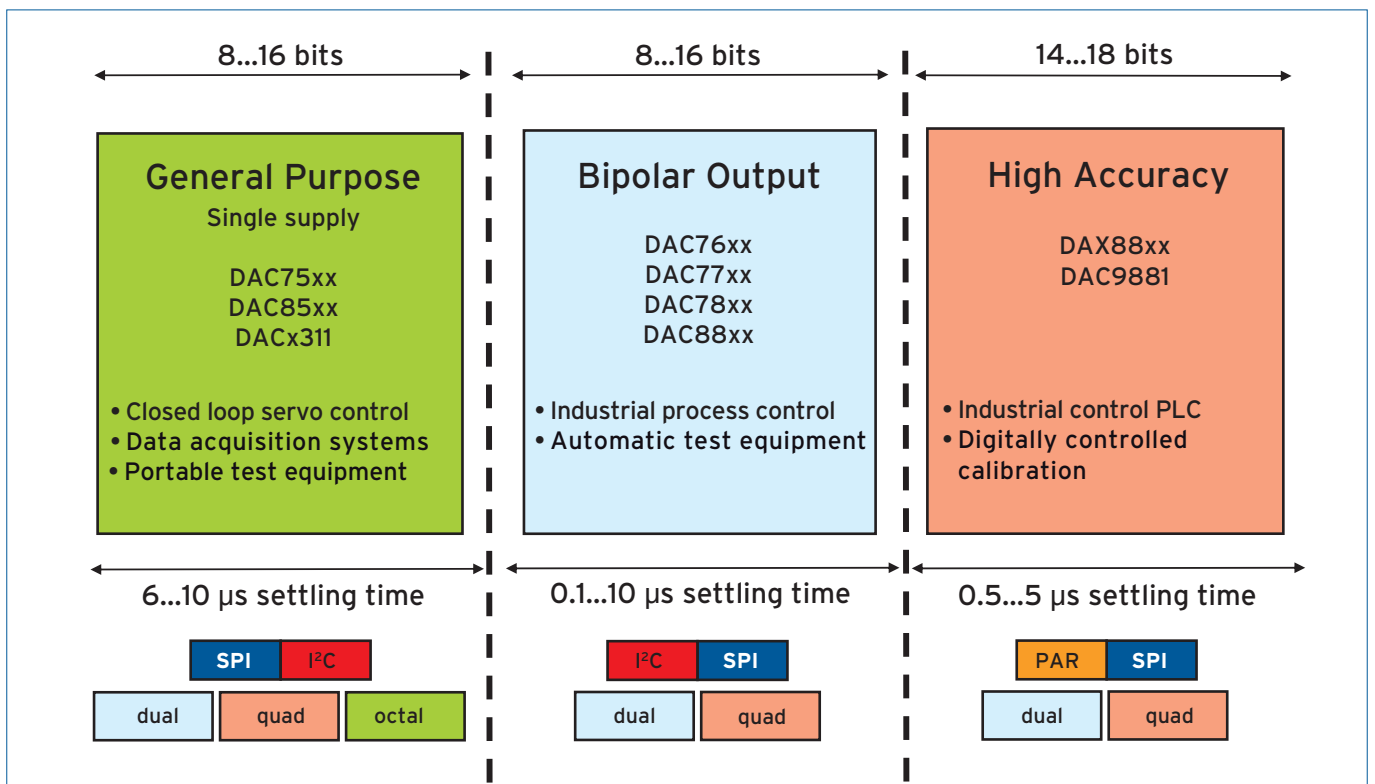 8...16 bits
General Purpose
Single supply
DAC75xx
DAC85xx
DACx311
• Closed loop servo control
• Data acquisition systems
• Portable test equipment
6...10 µs settling time
SPI I²C
dual quad octal
8...16 bits
Bipolar Output
DAC76xx
DAC77xx
DAC78xx
DAC88xx
• Industrial process control
• Automatic test equipment
0.1...10 µs settling time
I²C SPI
dual quad
14...18 bits
High Accuracy
DAX88xx
DAC9881
• Industrial control PLC
• Digitally controlled
calibration
0.5...5 µs settling time
PAR SPI
dual quad